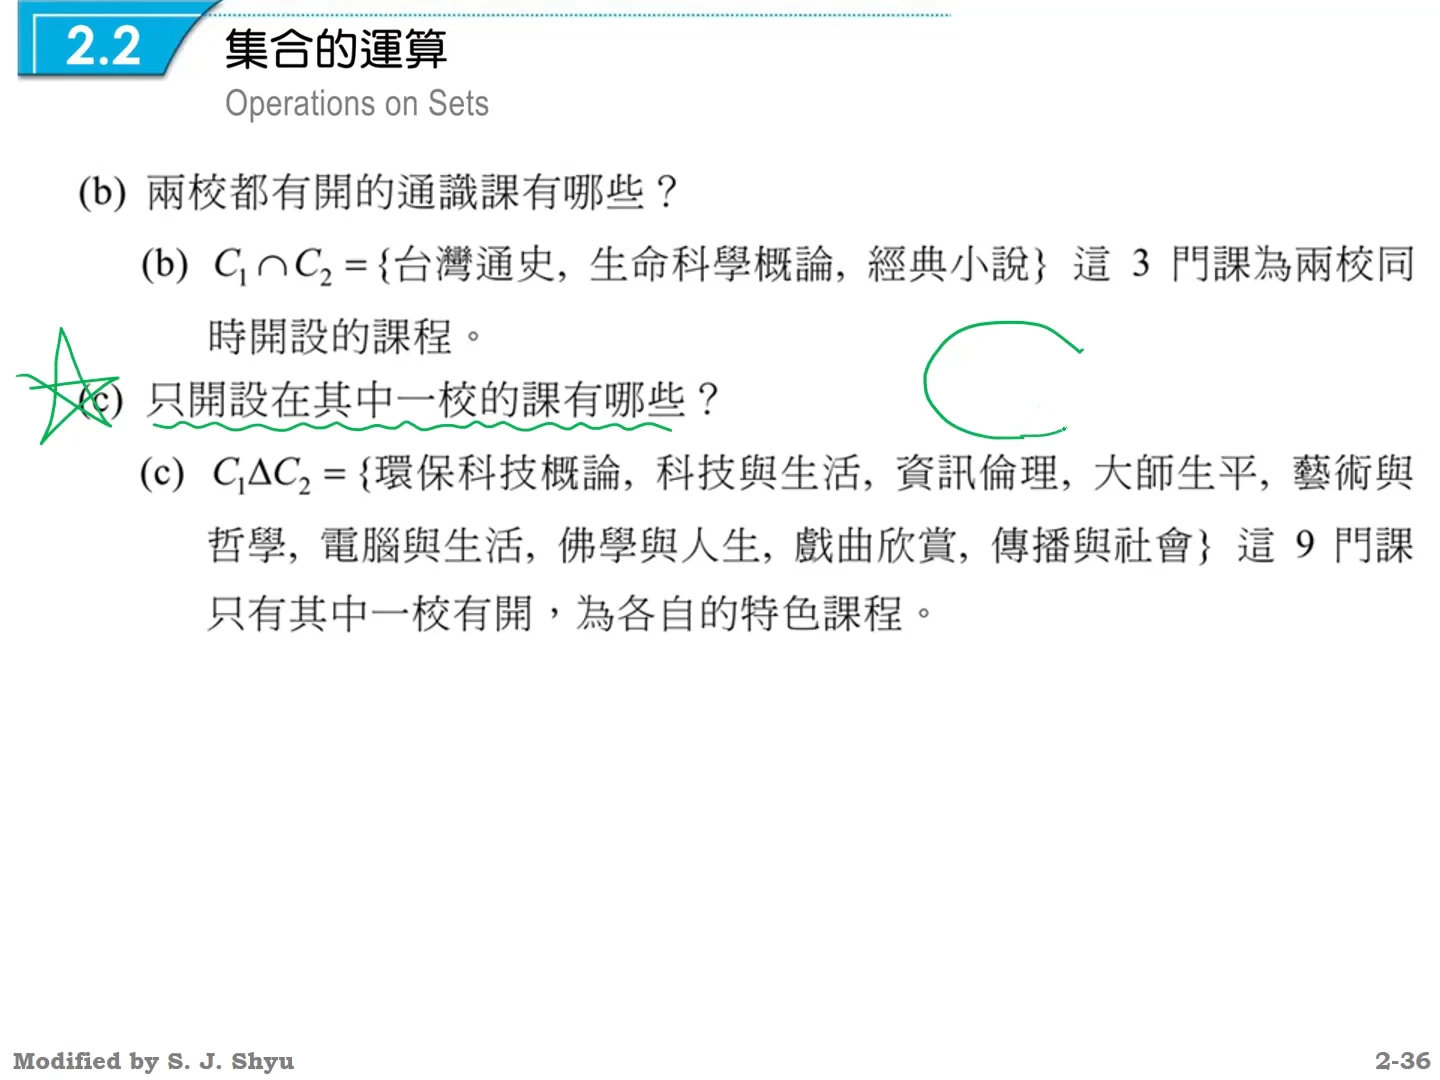 2.2 集合的運算
Operations on Sets
(b) 兩校都有開的通識課有哪些？
(b) C₁∩C₂ = {台灣通史, 生命科學概論, 經典小說} 這 3 門課為兩校同
時開設的課程。
(c) 只開設在其中一校的課有哪些？
(c) C₁ΔC₂ = {環保科技概論, 科技與生活, 資訊倫理, 大師生平, 藝術與
哲學, 電腦與生活, 佛學與人生, 戲曲欣賞, 傳播與社會} 這 9 門課
只有其中一校有開，為各自的特色課程。
Modified by S. J. Shyu
2-36